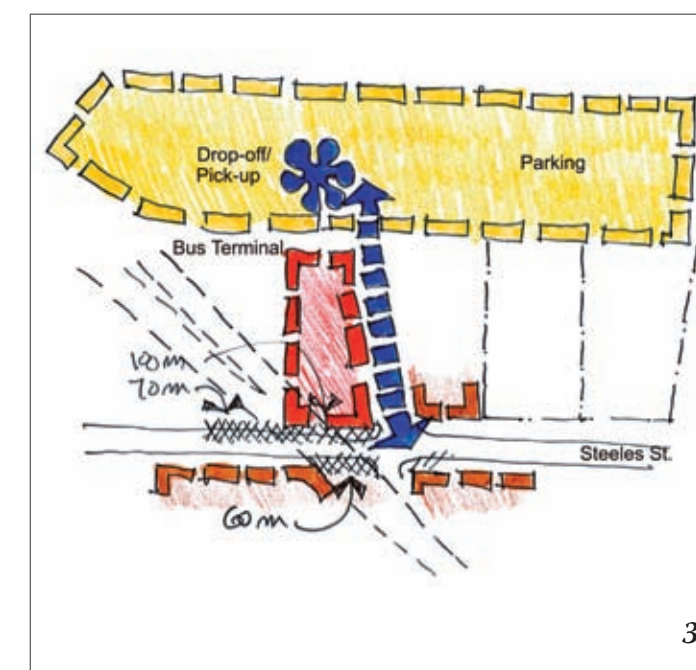 Drop-off/
Pick-up
Parking
Bus Terminal
100m
70m
Steeles St.
60m
3